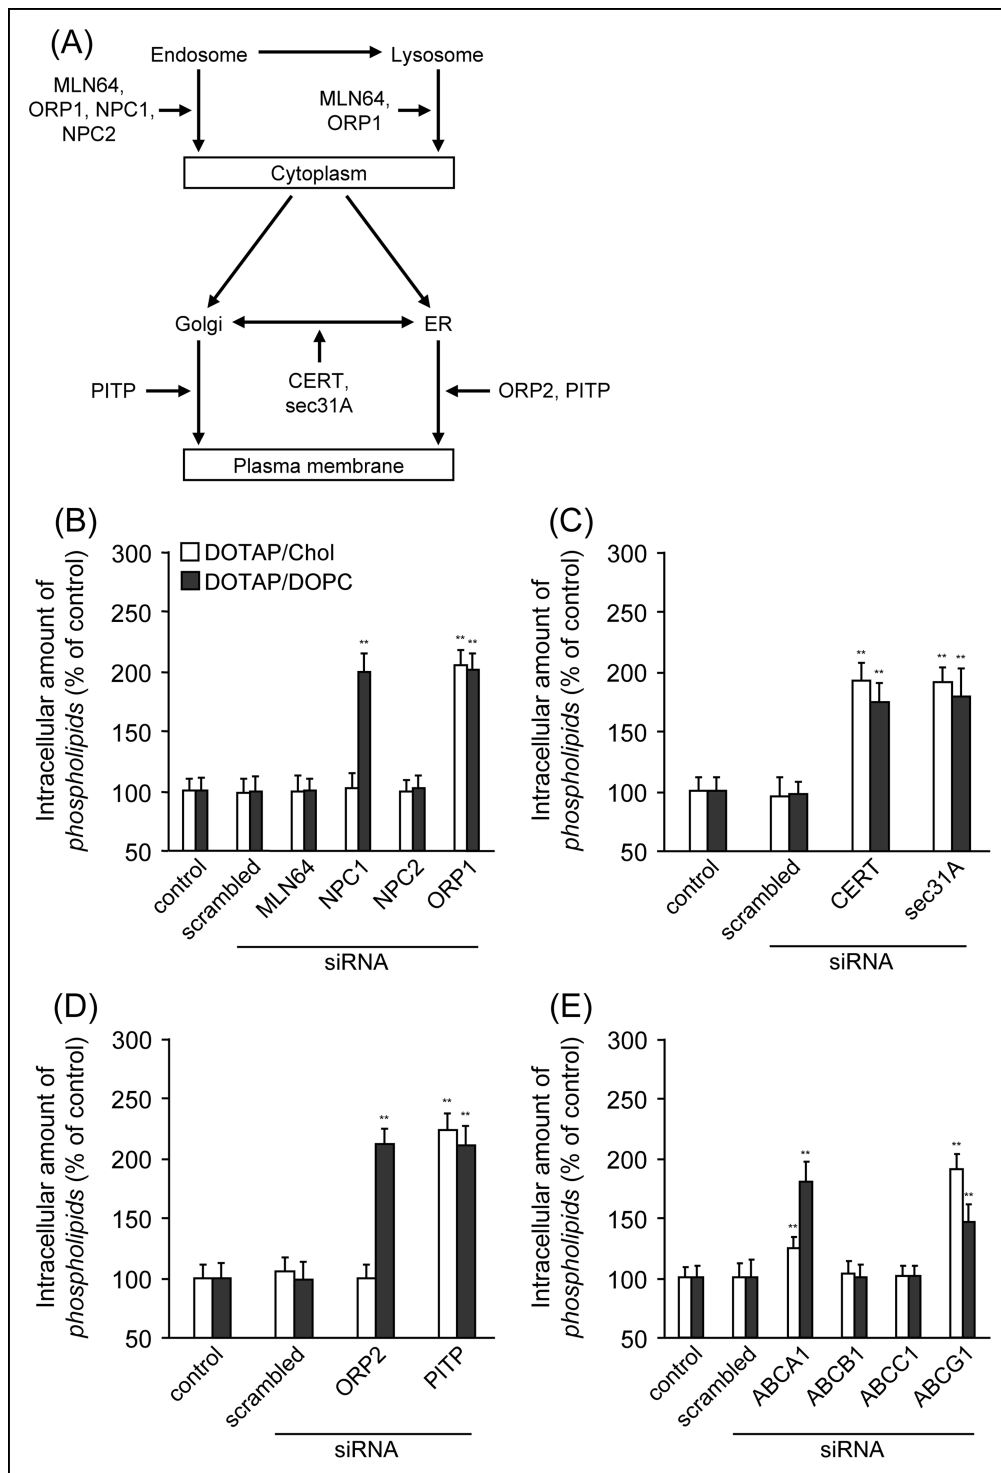 (A)
Endosome
Lysosome
MLN64,
ORP1, NPC1,
NPC2
MLN64,
ORP1
Cytoplasm
Golgi
ER
PITP
CERT,
sec31A
ORP2, PITP
Plasma membrane
(B)
Intracellular amount of
phospholipids (% of control)
300
250
200
150
100
50
DOTAP/Chol
DOTAP/DOPC
**
** **
control
scrambled
MLN64
NPC1
NPC2
ORP1
siRNA
(C)
Intracellular amount of
phospholipids (% of control)
300
250
200
150
100
50
** **
** **
control
scrambled
CERT
sec31A
siRNA
(D)
Intracellular amount of
phospholipids (% of control)
300
250
200
150
100
50
**
** **
control
scrambled
ORP2
PITP
siRNA
(E)
Intracellular amount of
phospholipids (% of control)
300
250
200
150
100
50
** **
** **
control
scrambled
ABCA1
ABCB1
ABCC1
ABCG1
siRNA